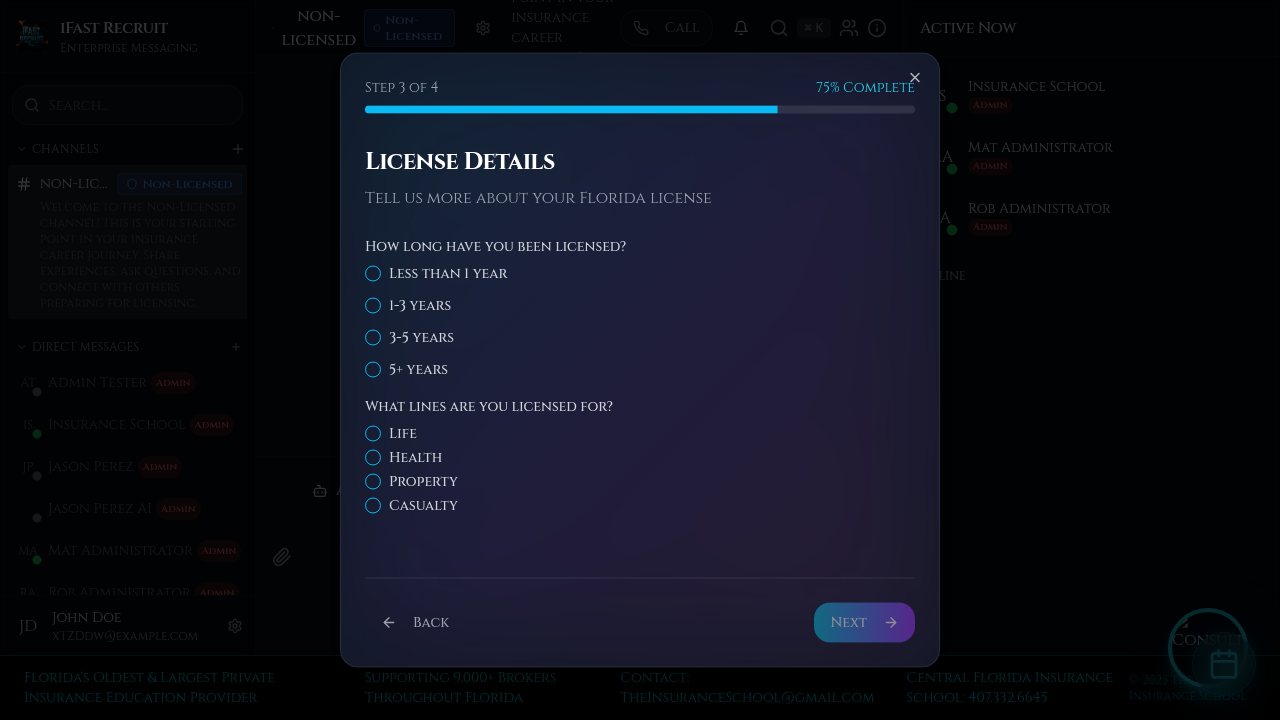 iFast Recruit
Enterprise Messaging
Search...
Channels
non-lic...
Non-Licensed
Welcome to the Non-Licensed
channel! This is your starting
point in your insurance
career journey. Share
experiences, ask questions, and
connect with others
preparing for licensing.
Direct Messages
AT
Admin Tester
Admin
IS
Insurance School
Admin
JP
Jason Perez
Admin
Jason Perez AI
Admin
MA
Mat Administrator
Admin
RA
Rob Administrator
Admin
JD
John Doe
xtzddw@example.com
non-
licensed
Non-
Licensed
point in your
insurance
career
Call
⌘K
Active Now
Insurance School
Admin
Mat Administrator
Admin
Rob Administrator
Admin
Step 3 of 4
75% Complete
License Details
Tell us more about your Florida license
How long have you been licensed?
Less than 1 year
1-3 years
3-5 years
5+ years
What lines are you licensed for?
Life
Health
Property
Casualty
Back
Next
Consult
Florida's Oldest & Largest Private
Insurance Education Provider
Supporting 9,000+ Brokers
Throughout Florida
Contact:
TheInsuranceSchool@gmail.com
Central Florida Insurance
School: 407.332.6645
© 2025 The
Insurance School